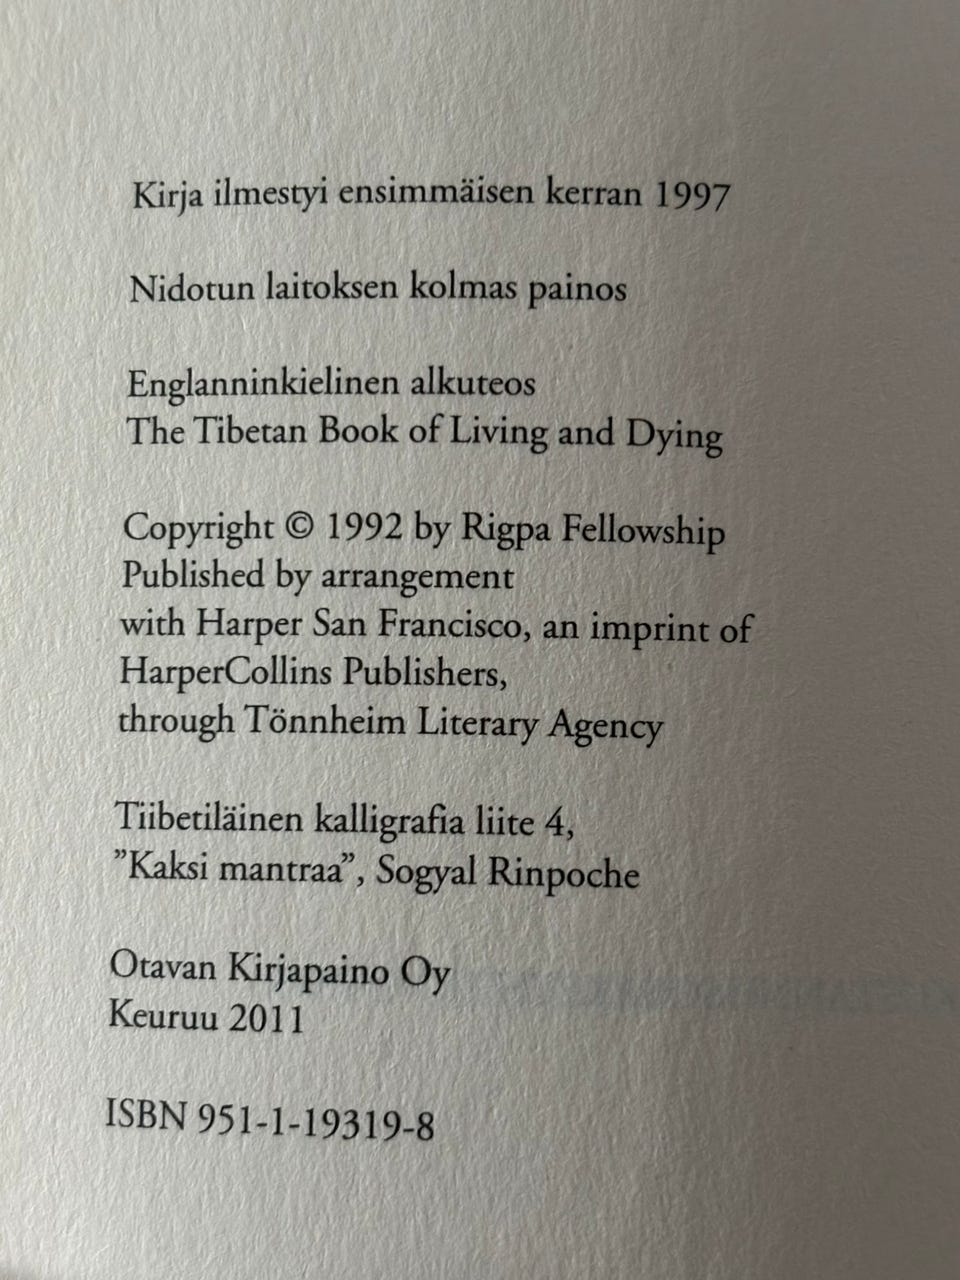 Kirja ilmestyi ensimmäisen kerran 1997
Nidotun laitoksen kolmas painos
Englanninkielinen alkuteos
The Tibetan Book of Living and Dying
Copyright © 1992 by Rigpa Fellowship
Published by arrangement
with Harper San Francisco, an imprint of
HarperCollins Publishers,
through Tönnheim Literary Agency
Tiibetiläinen kalligrafia liite 4,
”Kaksi mantraa”, Sogyal Rinpoche
Otavan Kirjapaino Oy
Keuruu 2011
ISBN 951-1-19319-8